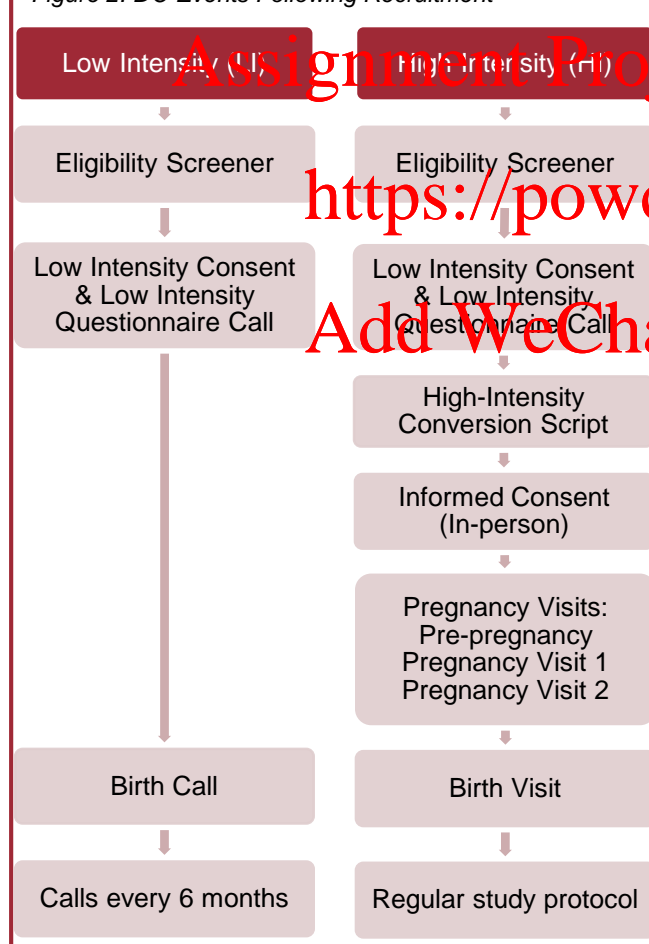 Figure 2: DC Events Following Recruitment
Low Intensity (LI)
High Intensity (HI)
Assignment Pro
Eligibility Screener
Eligibility Screener
https://powc
Low Intensity Consent
& Low Intensity
Questionnaire Call
Low Intensity Consent
& Low Intensity
Questionnaire Call
Add WeCha
High-Intensity
Conversion Script
Informed Consent
(In-person)
Pregnancy Visits:
Pre-pregnancy
Pregnancy Visit 1
Pregnancy Visit 2
Birth Call
Birth Visit
Calls every 6 months
Regular study protocol